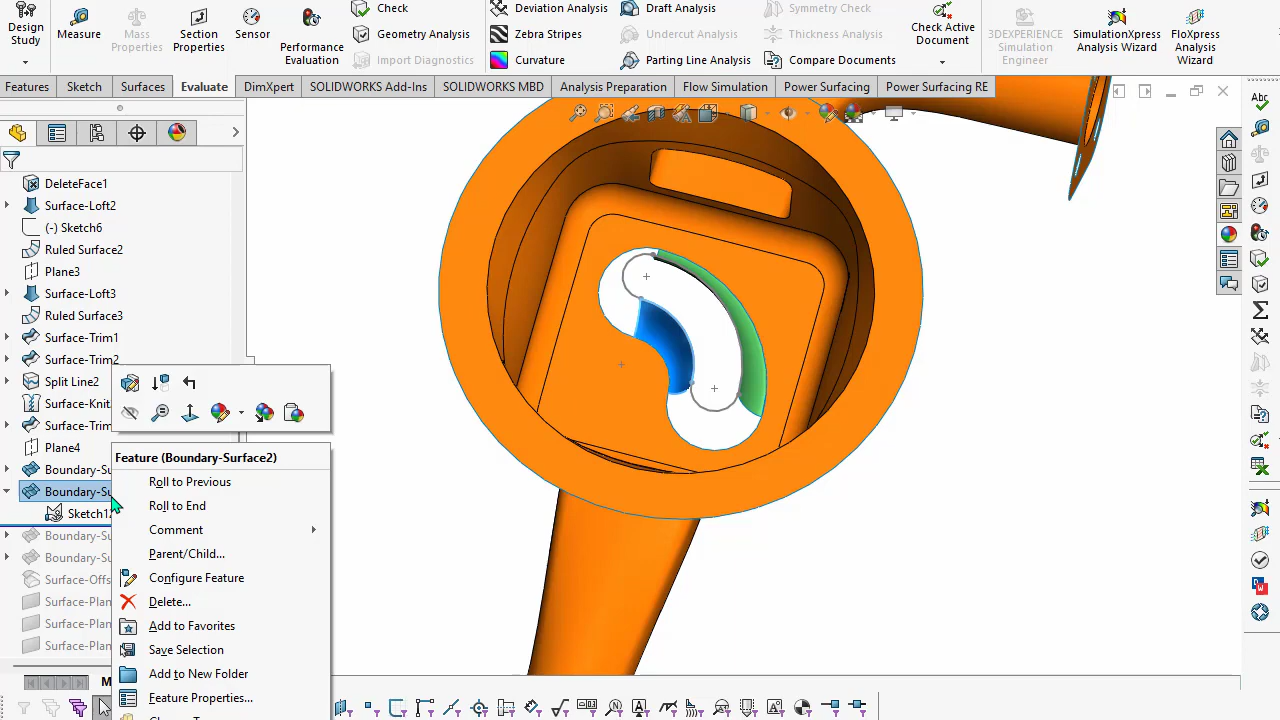 Design Study
Measure
Mass Properties
Section Properties
Sensor
Performance Evaluation
Check
Geometry Analysis
Import Diagnostics
Deviation Analysis
Zebra Stripes
Curvature
Draft Analysis
Undercut Analysis
Parting Line Analysis
Symmetry Check
Thickness Analysis
Compare Documents
Check Active Document
3DEXPERIENCE Simulation Engineer
SimulationXpress Analysis Wizard
FloXpress Analysis Wizard
Features
Sketch
Surfaces
Evaluate
DimXpert
SOLIDWORKS Add-Ins
SOLIDWORKS MBD
Analysis Preparation
Flow Simulation
Power Surfacing
Power Surfacing RE
DeleteFace1
Surface-Loft2
(-) Sketch6
Ruled Surface2
Plane3
Surface-Loft3
Ruled Surface3
Surface-Trim1
Surface-Trim2
Split Line2
Surface-Knit
Surface-Trim
Plane4
Boundary-Su
Boundary-Su
Sketch1
Boundary-Su
Boundary-Su
Surface-Offs
Surface-Plan
Surface-Plan
Surface-Plan
Feature (Boundary-Surface2)
Roll to Previous
Roll to End
Comment
Parent/Child...
Configure Feature
Delete...
Add to Favorites
Save Selection
Add to New Folder
Feature Properties...